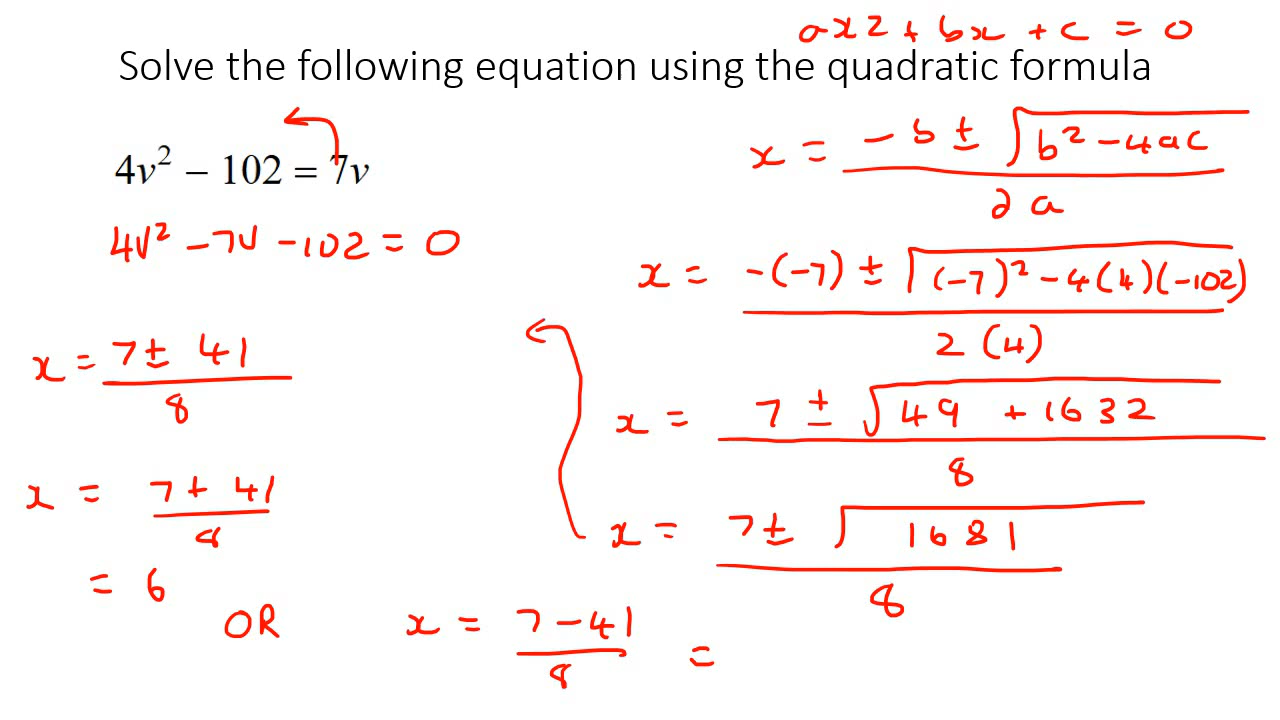 ax2 + bx + c = 0
Solve the following equation using the quadratic formula
4v² − 102 = 7v
4v² − 7v − 102 = 0
x = (−b ± √(b² − 4ac)) / 2a
x = (−(−7) ± √((−7)² − 4(4)(−102))) / 2(4)
x = (7 ± √(49 + 1632)) / 8
x = (7 ± √1681) / 8
x = (7 ± 41) / 8
x = (7 + 41) / 8
= 6
OR
x = (7 − 41) / 8 =